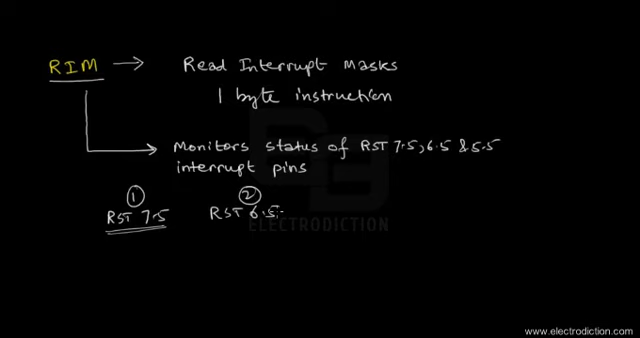 RIM → Read Interrupt Masks
1 byte instruction
Monitors status of RST 7.5, 6.5 & 5.5
interrupt pins
1 2
RST 7.5 RST 6.5
ELECTRODICTION
www.electrodiction.com